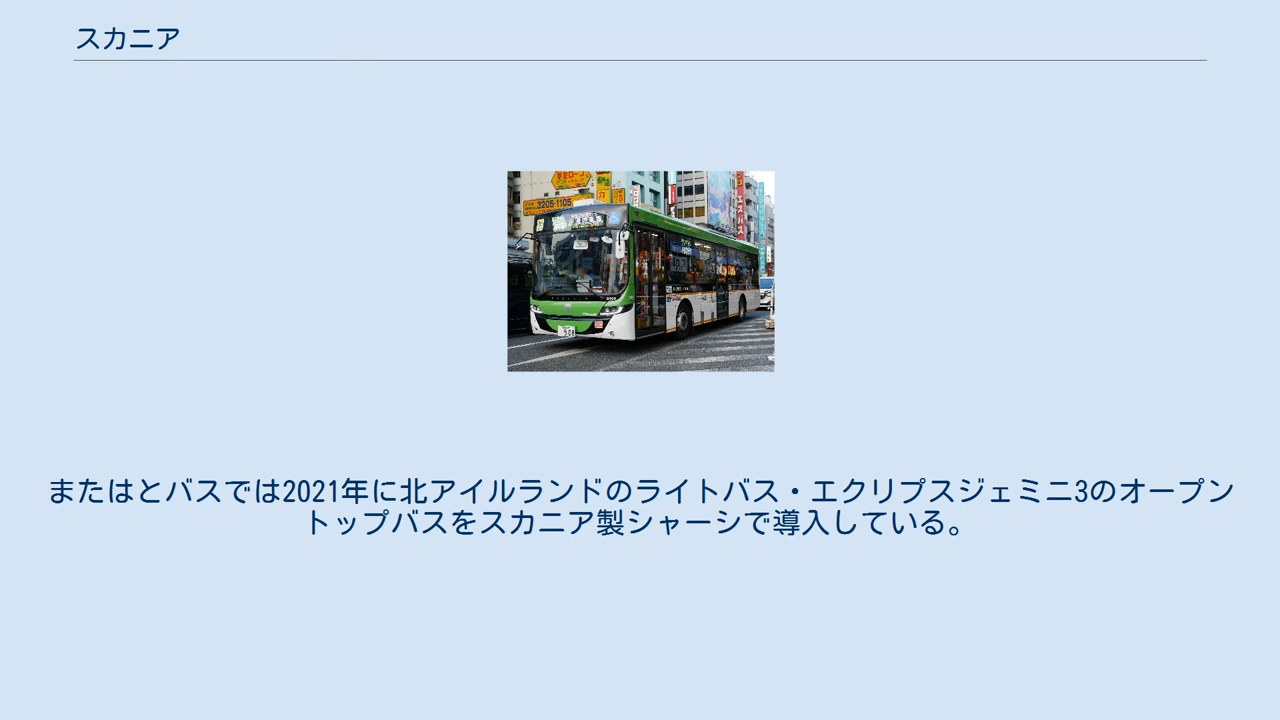 スカニア
3205-1105
またはとバスでは2021年に北アイルランドのライトバス・エクリプスジェミニ3のオープン
トップバスをスカニア製シャーシで導入している。